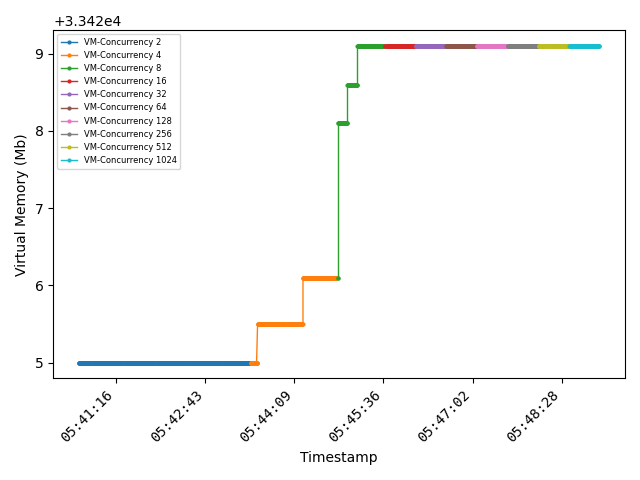 +3.342e4
VM-Concurrency 2
VM-Concurrency 4
VM-Concurrency 8
VM-Concurrency 16
VM-Concurrency 32
VM-Concurrency 64
VM-Concurrency 128
VM-Concurrency 256
VM-Concurrency 512
VM-Concurrency 1024
9
8
7
6
5
Virtual Memory (Mb)
05:41:16
05:42:43
05:44:09
05:45:36
05:47:02
05:48:28
Timestamp